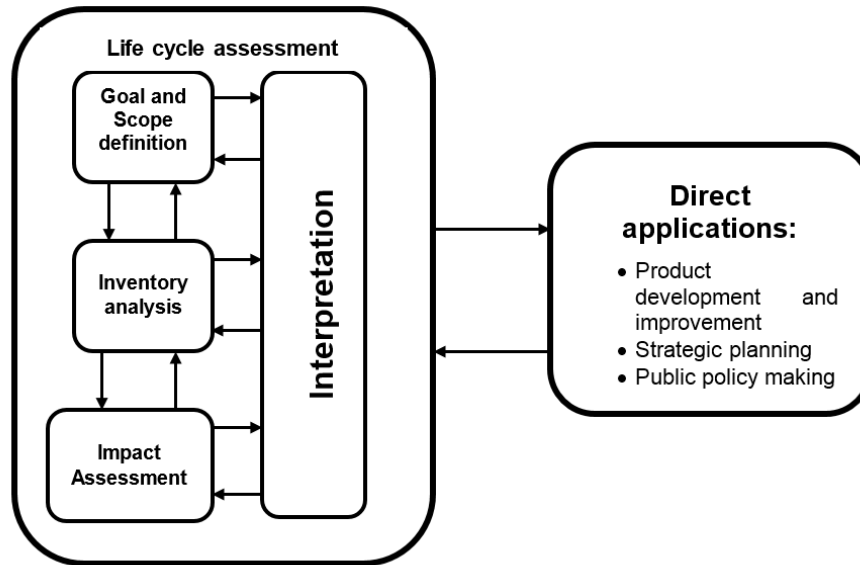 Life cycle assessment
Goal and
Scope
definition
Inventory
analysis
Impact
Assessment
Interpretation
Direct
applications:
• Product
development and
improvement
• Strategic planning
• Public policy making